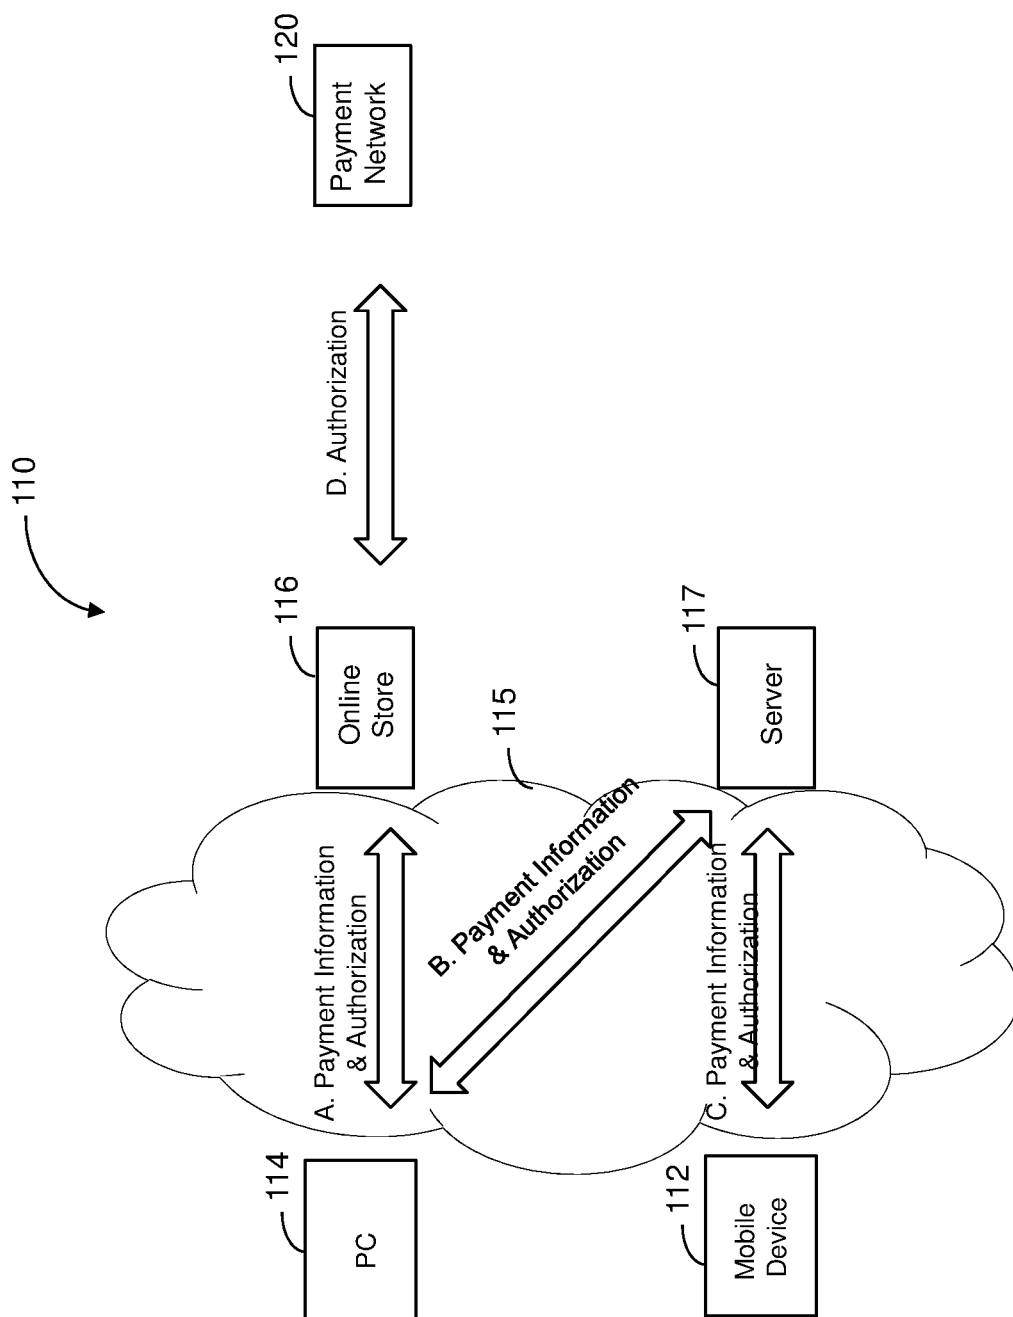 110
114
PC
A. Payment Information
& Authorization
116
Online
Store
D. Authorization
120
Payment
Network
115
B. Payment Information
& Authorization
112
Mobile
Device
C. Payment Information
& Authorization
117
Server